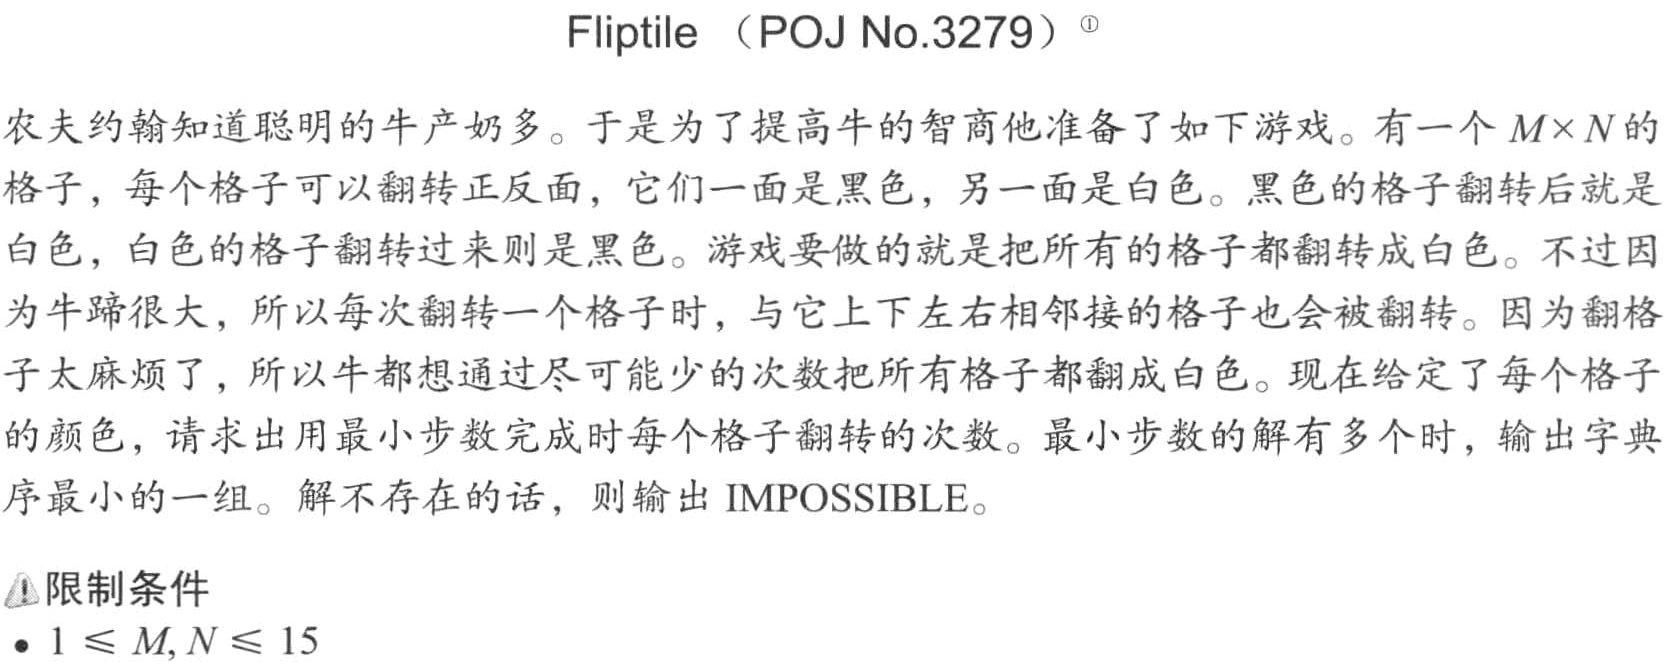 Fliptile （POJ No.3279）①
农夫约翰知道聪明的牛产奶多。于是为了提高牛的智商他准备了如下游戏。有一个 M×N 的
格子，每个格子可以翻转正反面，它们一面是黑色，另一面是白色。黑色的格子翻转后就是
白色，白色的格子翻转过来则是黑色。游戏要做的就是把所有的格子都翻转成白色。不过因
为牛蹄很大，所以每次翻转一个格子时，与它上下左右相邻接的格子也会被翻转。因为翻格
子太麻烦了，所以牛都想通过尽可能少的次数把所有格子都翻成白色。现在给定了每个格子
的颜色，请求出用最小步数完成时每个格子翻转的次数。最小步数的解有多个时，输出字典
序最小的一组。解不存在的话，则输出 IMPOSSIBLE。
限制条件
• 1 ≤ M, N ≤ 15